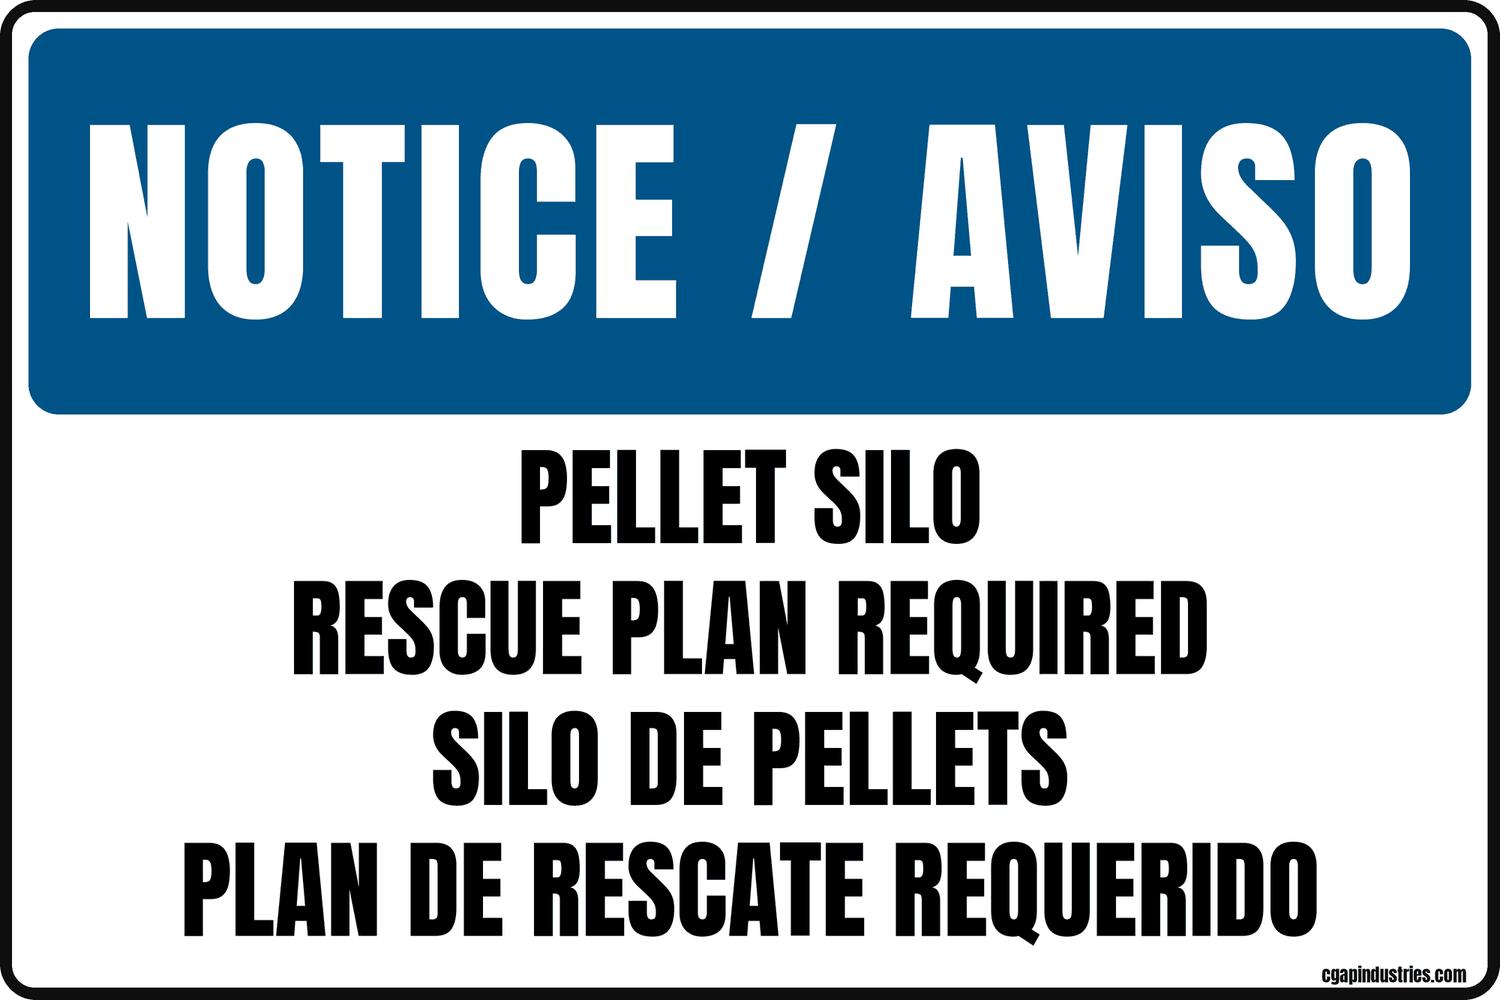 NOTICE / AVISO
PELLET SILO
RESCUE PLAN REQUIRED
SILO DE PELLETS
PLAN DE RESCATE REQUERIDO
cgapindustries.com